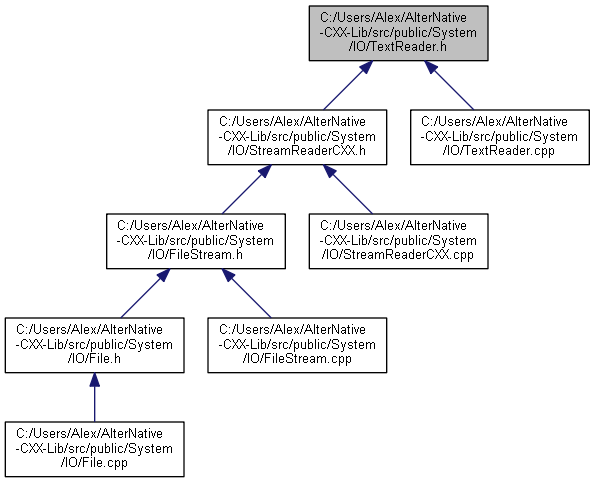 C:/Users/Alex/AlterNative
-CXX-Lib/src/public/System
/IO/TextReader.h
C:/Users/Alex/AlterNative
-CXX-Lib/src/public/System
/IO/StreamReaderCXX.h
C:/Users/Alex/AlterNative
-CXX-Lib/src/public/System
/IO/TextReader.cpp
C:/Users/Alex/AlterNative
-CXX-Lib/src/public/System
/IO/FileStream.h
C:/Users/Alex/AlterNative
-CXX-Lib/src/public/System
/IO/StreamReaderCXX.cpp
C:/Users/Alex/AlterNative
-CXX-Lib/src/public/System
/IO/File.h
C:/Users/Alex/AlterNative
-CXX-Lib/src/public/System
/IO/FileStream.cpp
C:/Users/Alex/AlterNative
-CXX-Lib/src/public/System
/IO/File.cpp